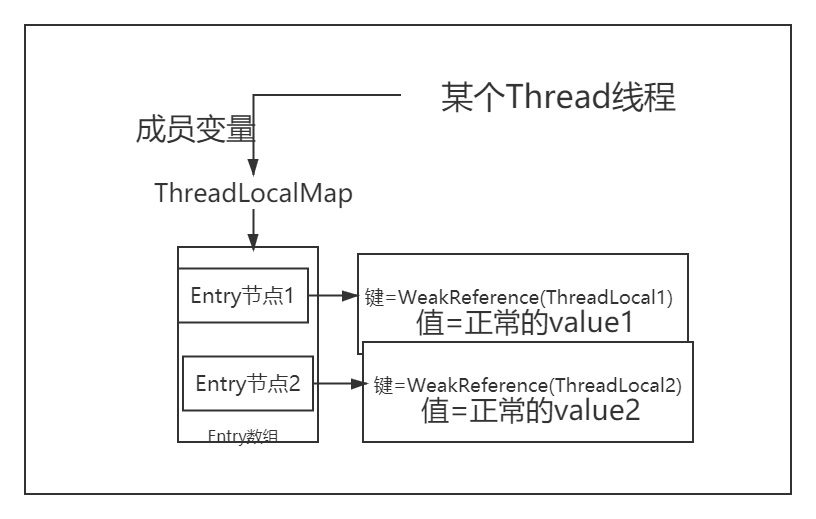 某个Thread线程
成员变量
ThreadLocalMap
Entry节点1
键=WeakReference(ThreadLocal1)
值=正常的value1
Entry节点2
键=WeakReference(ThreadLocal2)
值=正常的value2
Entry数组